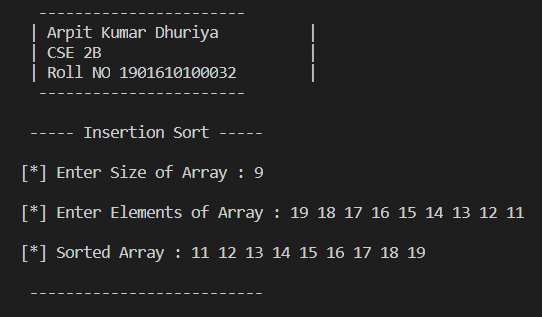 -----------------------
| Arpit Kumar Dhuriya          |
| CSE 2B                       |
| Roll NO 1901610100032        |
-----------------------
----- Insertion Sort -----
[*] Enter Size of Array : 9
[*] Enter Elements of Array : 19 18 17 16 15 14 13 12 11
[*] Sorted Array : 11 12 13 14 15 16 17 18 19
--------------------------